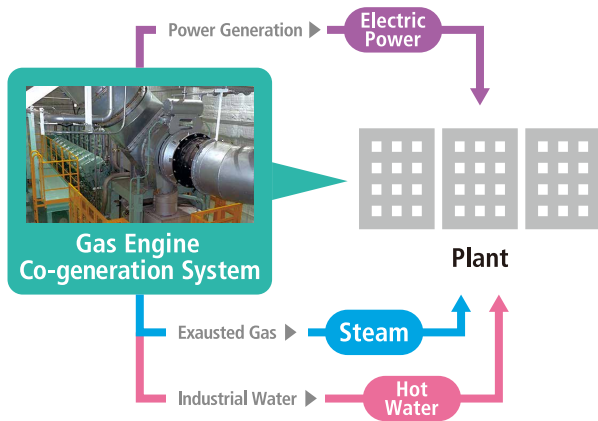 Power Generation
Electric
Power
Gas Engine
Co-generation System
Plant
Exausted Gas
Steam
Industrial Water
Hot
Water